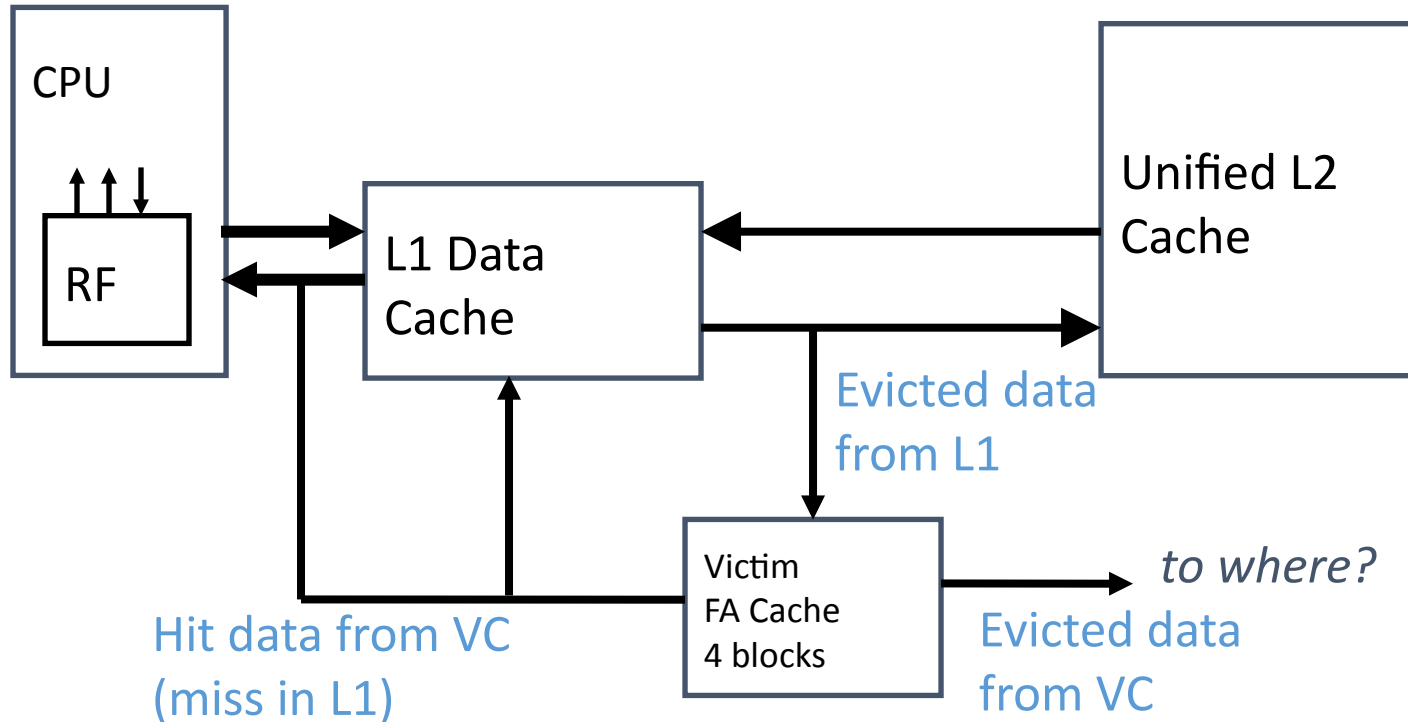 CPU
RF
L1 Data
Cache
Unified L2
Cache
Evicted data
from L1
Victim
FA Cache
4 blocks
to where?
Evicted data
from VC
Hit data from VC
(miss in L1)